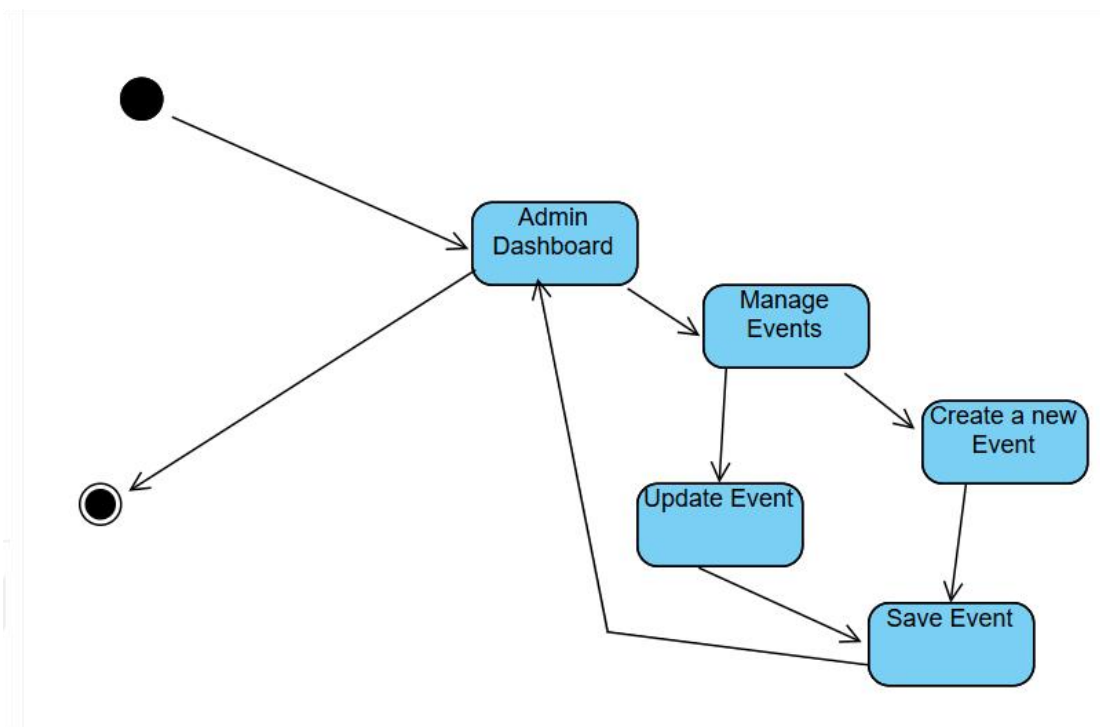 Admin
Dashboard
Manage
Events
Create a new
Event
Update Event
Save Event